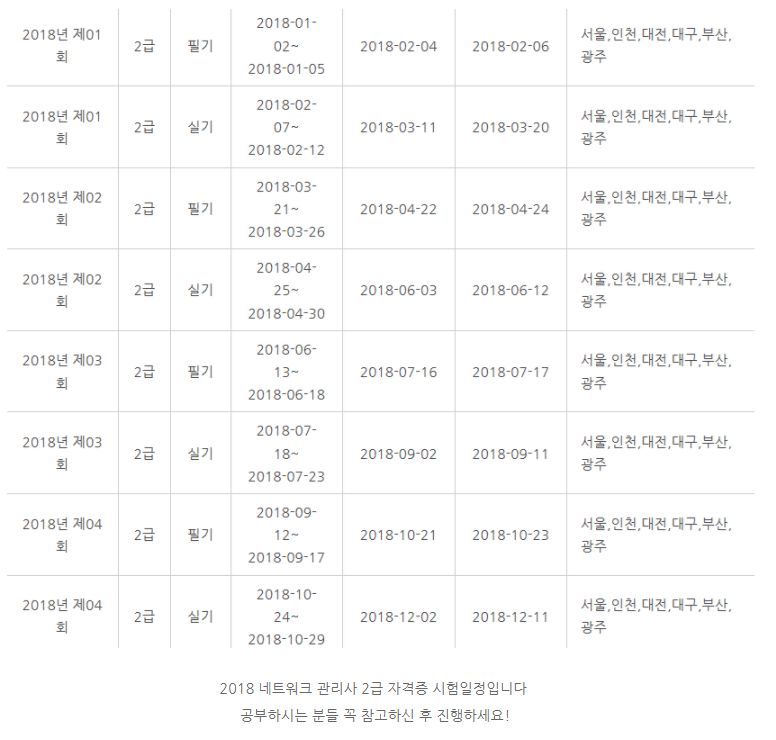 2018년 제01
회
2급
필기
2018-01-
02~
2018-01-05
2018-02-04
2018-02-06
서울,인천,대전,대구,부산,
광주
2018년 제01
회
2급
실기
2018-02-
07~
2018-02-12
2018-03-11
2018-03-20
서울,인천,대전,대구,부산,
광주
2018년 제02
회
2급
필기
2018-03-
21~
2018-03-26
2018-04-22
2018-04-24
서울,인천,대전,대구,부산,
광주
2018년 제02
회
2급
실기
2018-04-
25~
2018-04-30
2018-06-03
2018-06-12
서울,인천,대전,대구,부산,
광주
2018년 제03
회
2급
필기
2018-06-
13~
2018-06-18
2018-07-16
2018-07-17
서울,인천,대전,대구,부산,
광주
2018년 제03
회
2급
실기
2018-07-
18~
2018-07-23
2018-09-02
2018-09-11
서울,인천,대전,대구,부산,
광주
2018년 제04
회
2급
필기
2018-09-
12~
2018-09-17
2018-10-21
2018-10-23
서울,인천,대전,대구,부산,
광주
2018년 제04
회
2급
실기
2018-10-
24~
2018-10-29
2018-12-02
2018-12-11
서울,인천,대전,대구,부산,
광주
2018 네트워크 관리사 2급 자격증 시험일정입니다
공부하시는 분들 꼭 참고하신 후 진행하세요!